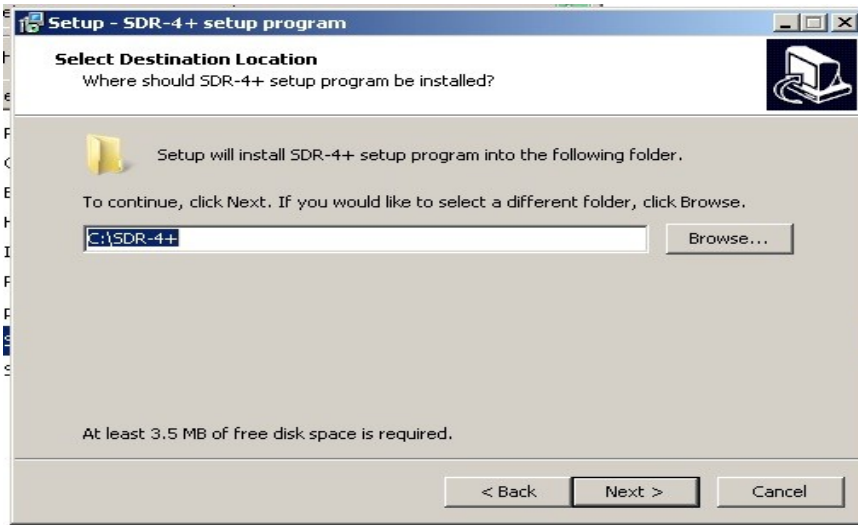 Setup - SDR-4+ setup program
Select Destination Location
Where should SDR-4+ setup program be installed?
Setup will install SDR-4+ setup program into the following folder.
To continue, click Next. If you would like to select a different folder, click Browse.
C:\SDR-4+
Browse...
At least 3.5 MB of free disk space is required.
< Back
Next >
Cancel